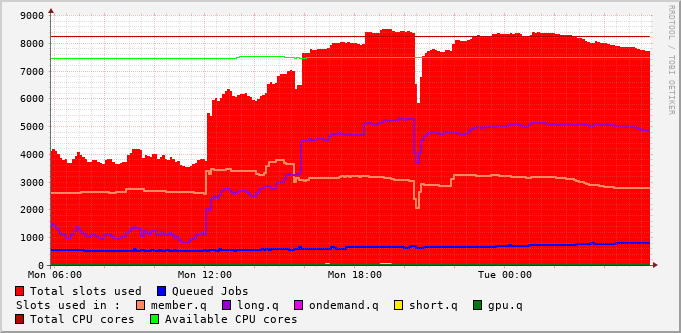 9000
8000
7000
6000
5000
4000
3000
2000
1000
0
Mon 06:00 Mon 12:00 Mon 18:00 Tue 00:00
RRDTOOL / TOBI OETIKER
Total slots used Queued Jobs
Slots used in : member.q long.q ondemand.q short.q gpu.q
Total CPU cores Available CPU cores